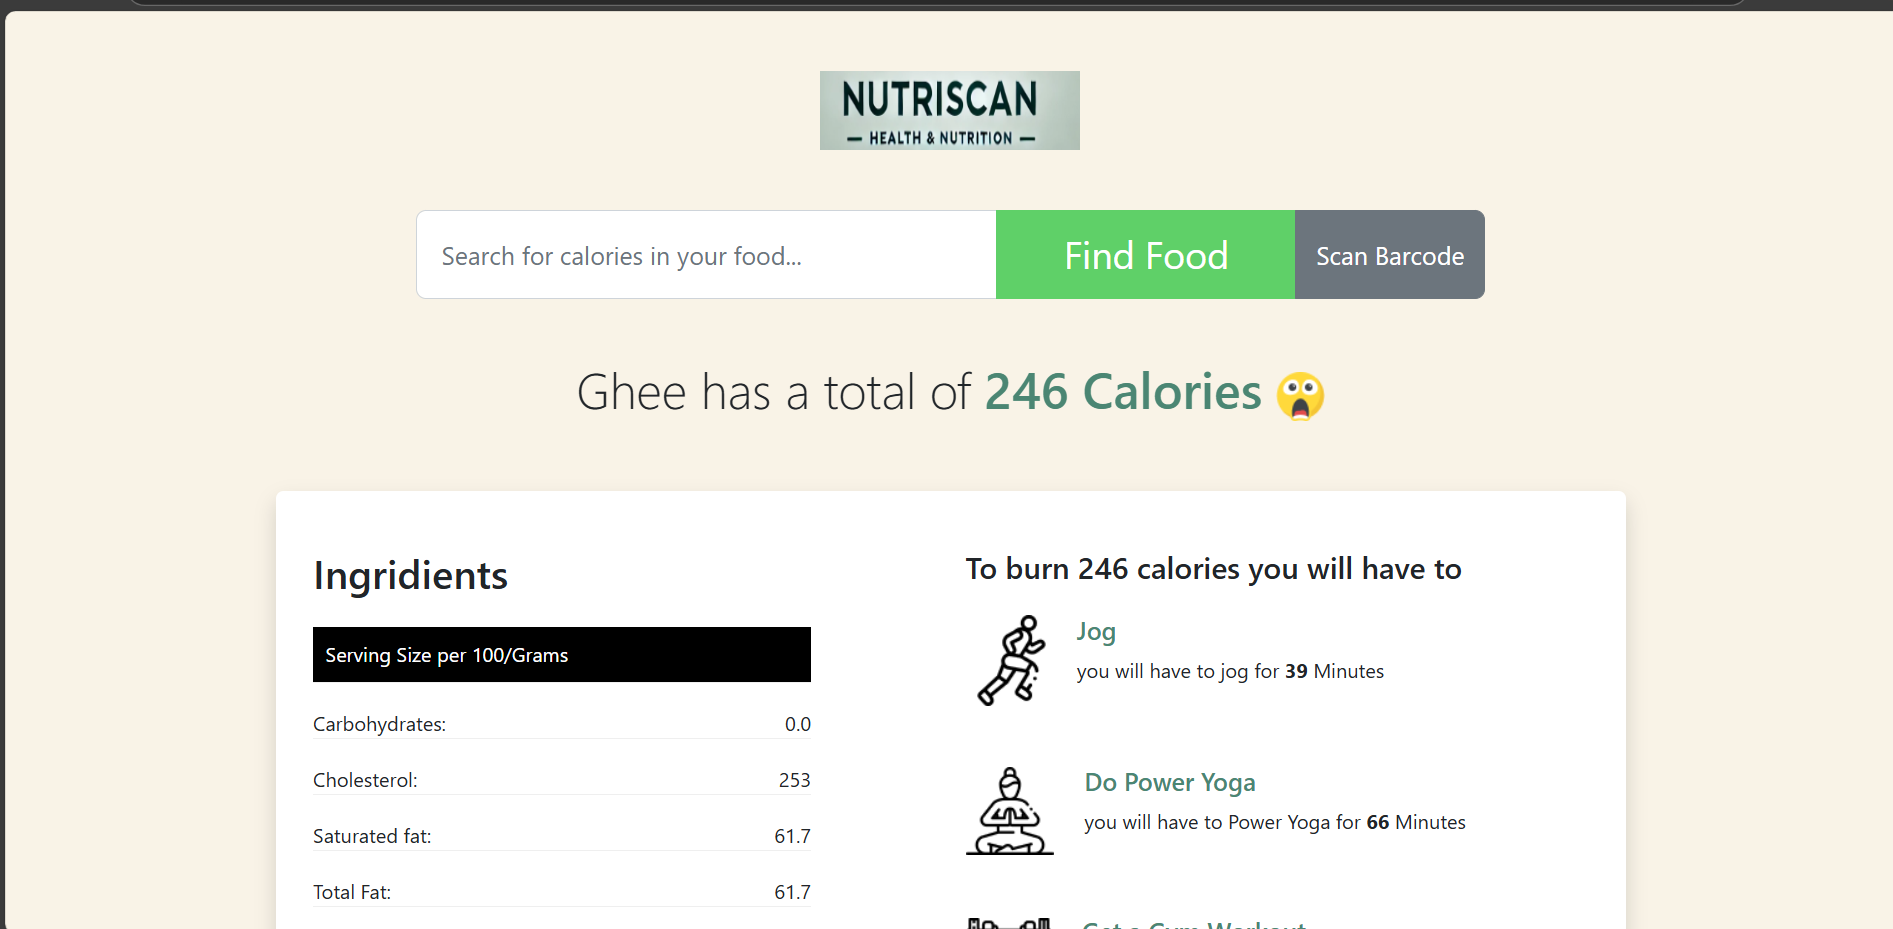 NUTRISCAN
— HEALTH & NUTRITION —
Search for calories in your food...
Find Food
Scan Barcode
Ghee has a total of 246 Calories 😲
Ingridients
Serving Size per 100/Grams
Carbohydrates: 0.0
Cholesterol: 253
Saturated fat: 61.7
Total Fat: 61.7
To burn 246 calories you will have to
Jog
you will have to jog for 39 Minutes
Do Power Yoga
you will have to Power Yoga for 66 Minutes
Get a Gym Workout